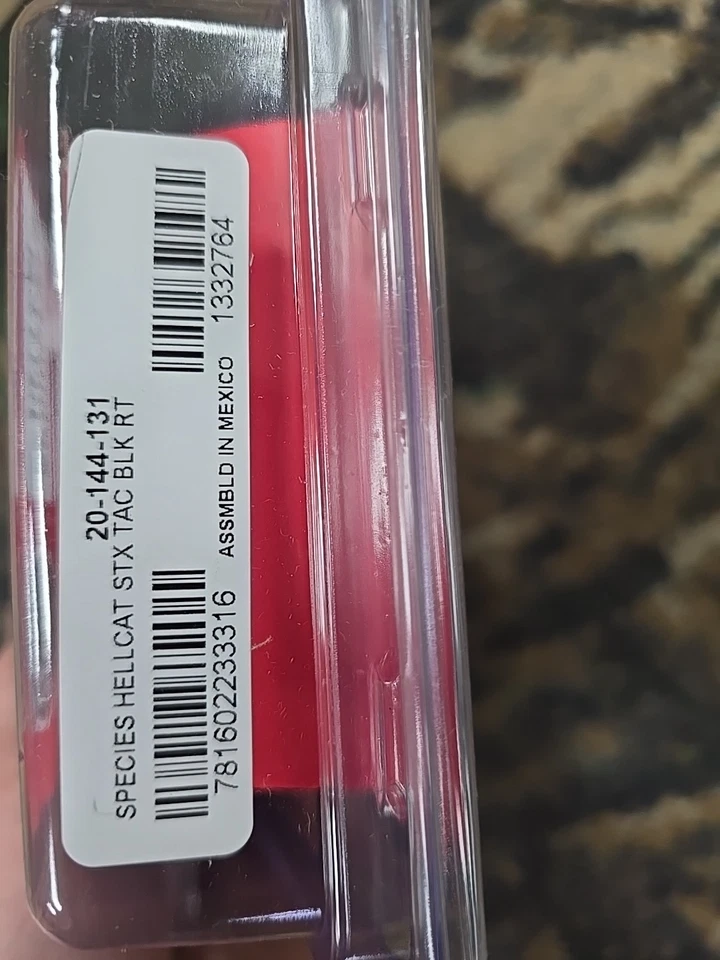 20-144-131
SPECIES HELLCAT STX TAC BLK RT
781602233316 ASSMBLD IN MEXICO 1332764